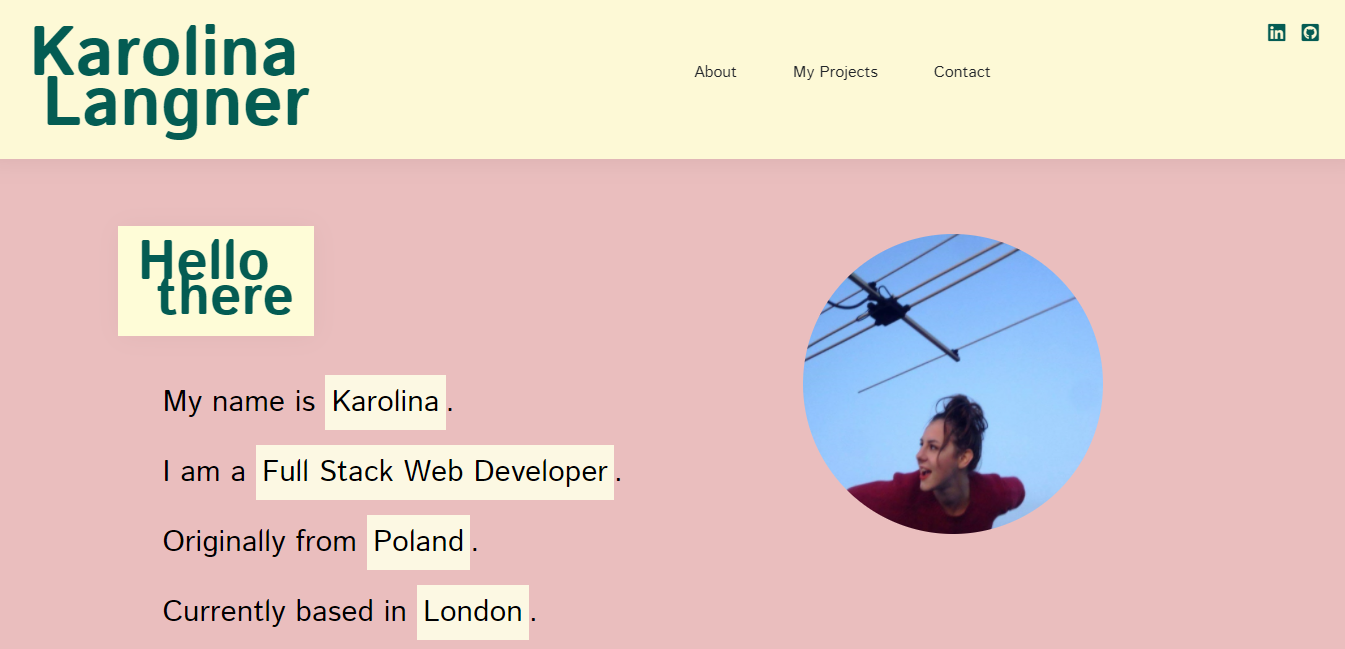 Karolina
Langner
About My Projects Contact
in
Hello
there
My name is Karolina.
I am a Full Stack Web Developer.
Originally from Poland.
Currently based in London.